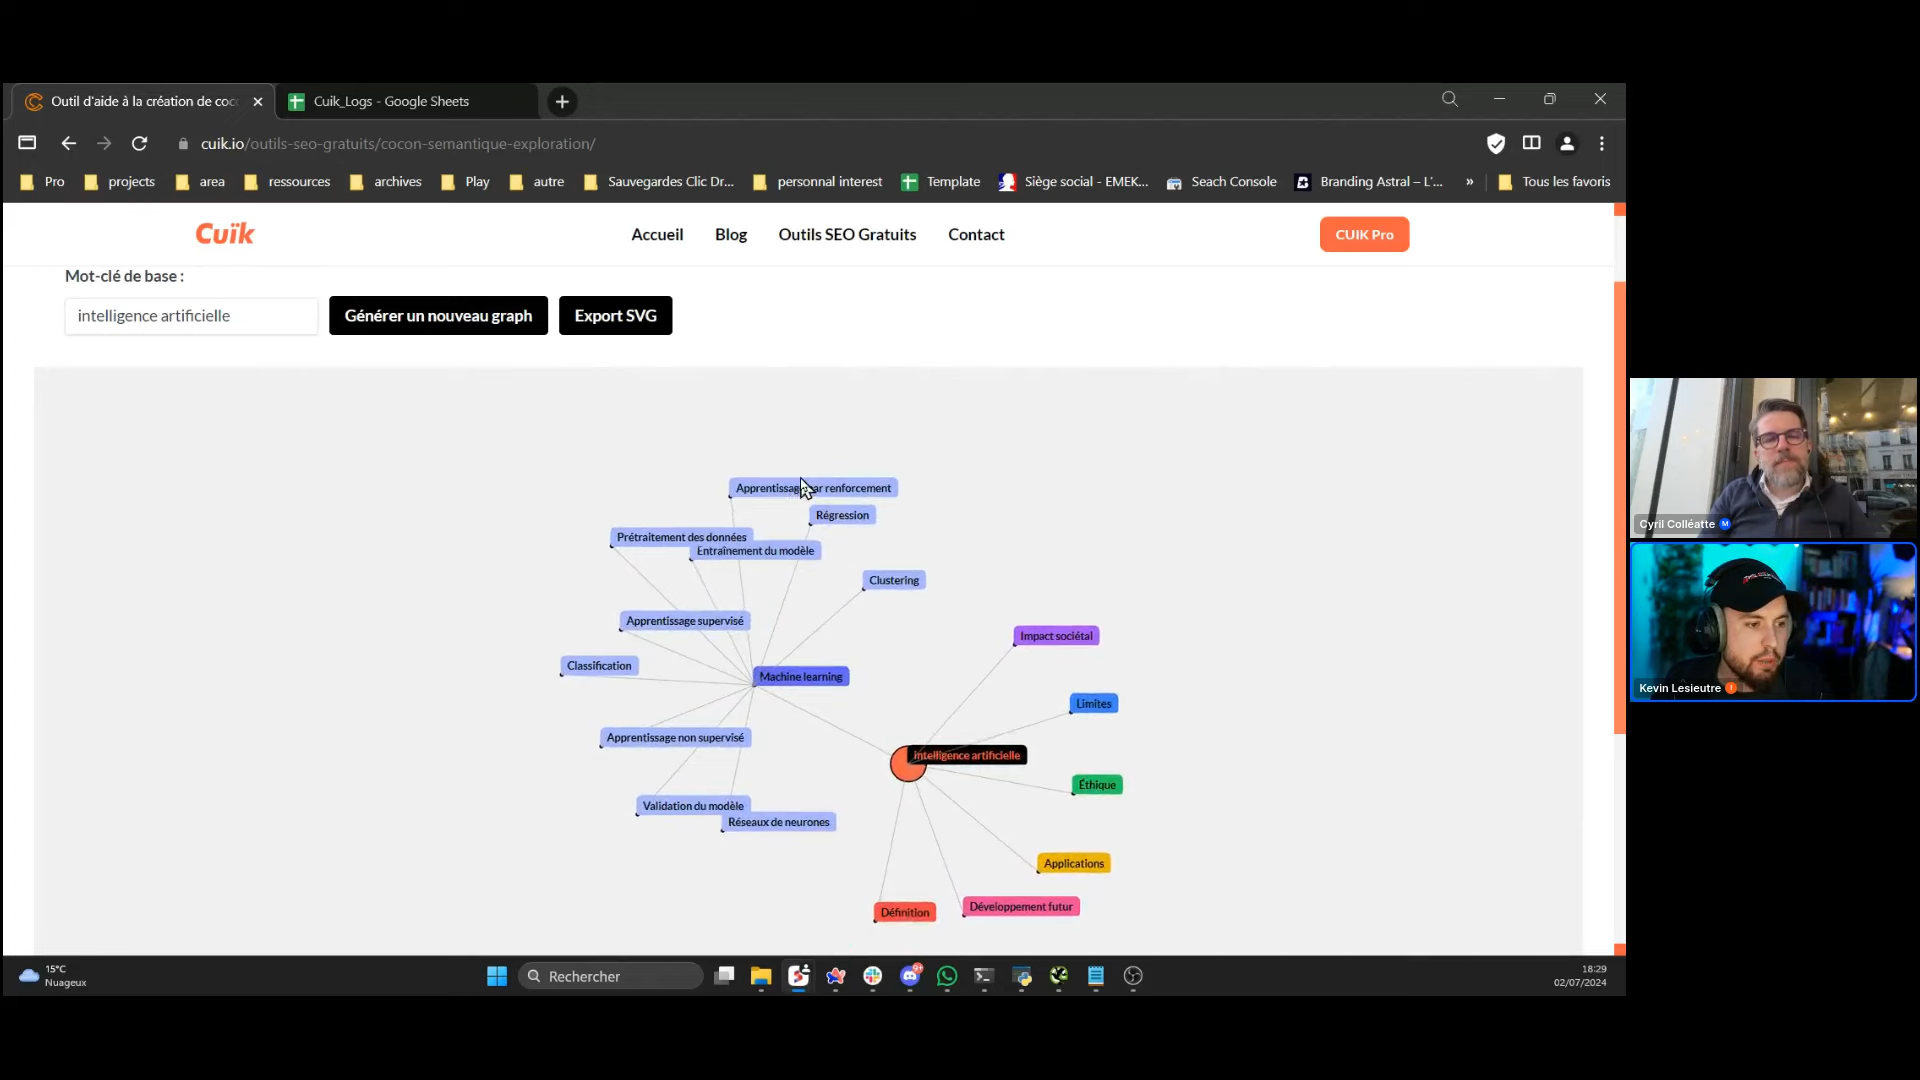 Outil d'aide à la création de coc
Cuik_Logs - Google Sheets
cuik.io/outils-seo-gratuits/cocon-semantique-exploration/
Pro
projects
area
ressources
archives
Play
autre
Sauvegardes Clic Dr...
personnal interest
Template
Siège social - EMEK...
Seach Console
Branding Astral – L'...
»
Tous les favoris
Cuïk
Accueil
Blog
Outils SEO Gratuits
Contact
CUIK Pro
Mot-clé de base :
intelligence artificielle
Générer un nouveau graph
Export SVG
Apprentissage par renforcement
Régression
Prétraitement des données
Entraînement du modèle
Clustering
Apprentissage supervisé
Impact sociétal
Classification
Machine learning
Limites
Apprentissage non supervisé
intelligence artificielle
Éthique
Validation du modèle
Réseaux de neurones
Applications
Développement futur
Définition
Cyril Colléatte
Kevin Lesieutre
15°C
Nuageux
Rechercher
18:29
02/07/2024